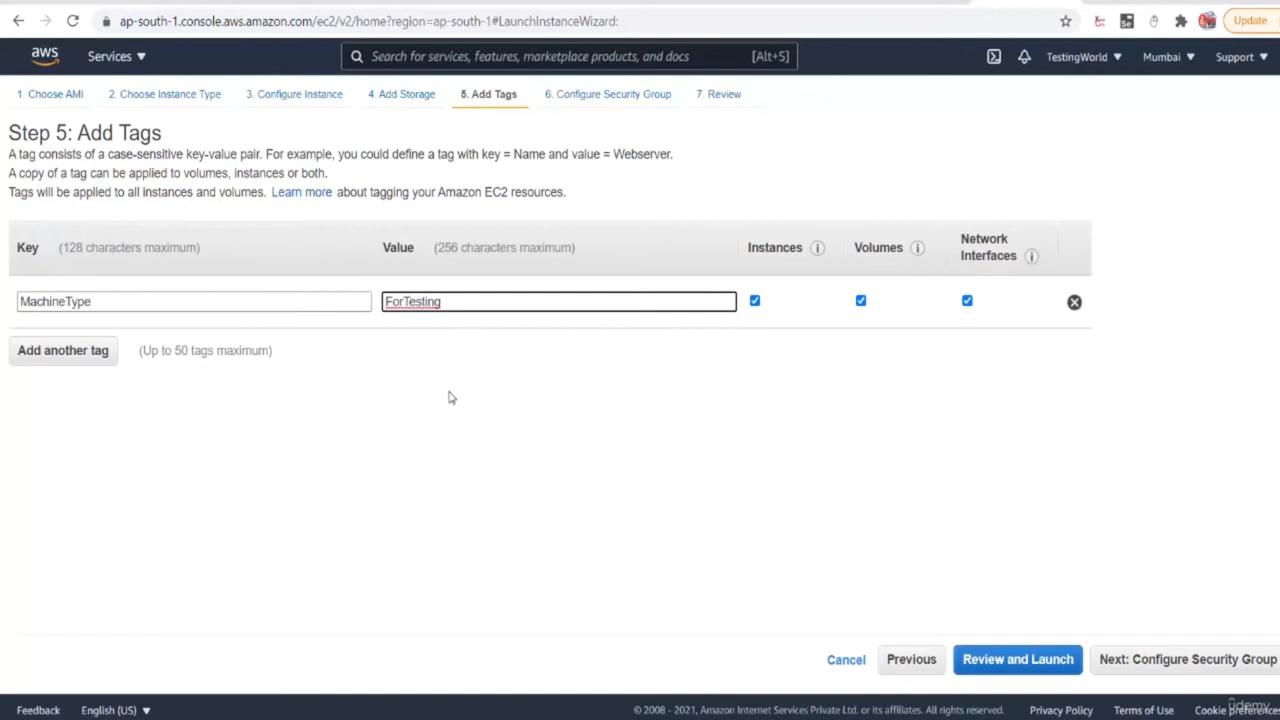 ap-south-1.console.aws.amazon.com/ec2/v2/home?region=ap-south-1#LaunchInstanceWizard:
Update
aws
Services
Search for services, features, marketplace products, and docs
[Alt+S]
TestingWorld
Mumbai
Support
1. Choose AMI
2. Choose Instance Type
3. Configure Instance
4. Add Storage
5. Add Tags
6. Configure Security Group
7. Review
Step 5: Add Tags
A tag consists of a case-sensitive key-value pair. For example, you could define a tag with key = Name and value = Webserver.
A copy of a tag can be applied to volumes, instances or both.
Tags will be applied to all instances and volumes. Learn more about tagging your Amazon EC2 resources.
Key (128 characters maximum)
Value (256 characters maximum)
Instances
Volumes
Network
Interfaces
MachineType
ForTesting
Add another tag
(Up to 50 tags maximum)
Cancel
Previous
Review and Launch
Next: Configure Security Group
Feedback
English (US)
© 2008 - 2021, Amazon Internet Services Private Ltd. or its affiliates. All rights reserved.
Privacy Policy
Terms of Use
Cookie preferences
udemy